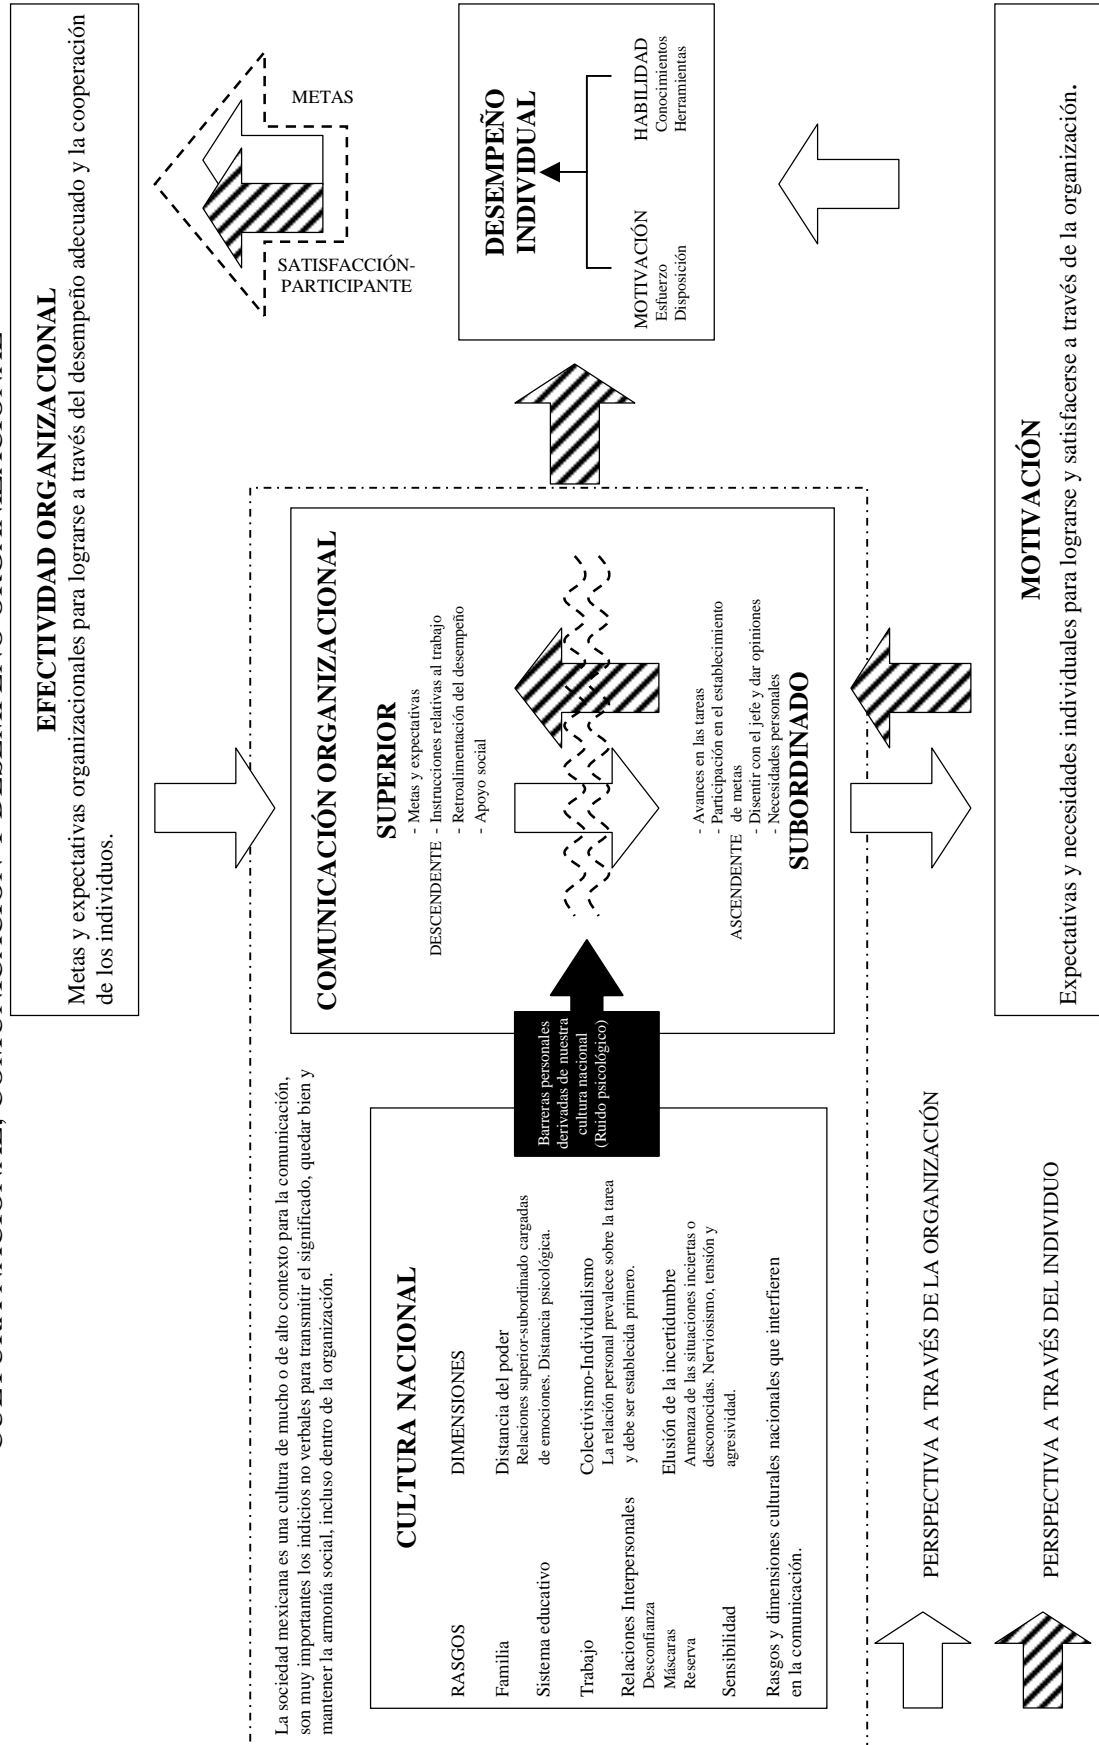 EFECTIVIDAD ORGANIZACIONAL
Metas y expectativas organizacionales para lograrse a través del desempeño adecuado y la cooperación
de los individuos.
La sociedad mexicana es una cultura de mucho o de alto contexto para la comunicación,
son muy importantes los indicios no verbales para transmitir el significado, quedar bien y
mantener la armonía social, incluso dentro de la organización.
CULTURA NACIONAL
RASGOS
DIMENSIONES
Familia
Sistema educativo
Trabajo
Relaciones Interpersonales
Desconfianza
Máscaras
Reserva
Sensibilidad
Distancia del poder
Relaciones superior-subordinado cargadas
de emociones. Distancia psicológica.
Colectivismo-Individualismo
La relación personal prevalece sobre la tarea
y debe ser establecida primero.
Elusión de la incertidumbre
Amenaza de las situaciones inciertas o
desconocidas. Nerviosismo, tensión y
agresividad.
Rasgos y dimensiones culturales nacionales que interfieren
en la comunicación.
Barreras personales
derivadas de nuestra
cultura nacional
(Ruido psicológico)
COMUNICACIÓN ORGANIZACIONAL
SUPERIOR
- Metas y expectativas
DESCENDENTE - Instrucciones relativas al trabajo
- Retroalimentación del desempeño
- Apoyo social
- Avances en las tareas
- Participación en el establecimiento
ASCENDENTE de metas
- Disentir con el jefe y dar opiniones
- Necesidades personales
SUBORDINADO
METAS
SATISFACCIÓN-
PARTICIPANTE
DESEMPEÑO
INDIVIDUAL
MOTIVACIÓN
Esfuerzo
Disposición
HABILIDAD
Conocimientos
Herramientas
MOTIVACIÓN
Expectativas y necesidades individuales para lograrse y satisfacerse a través de la organización.
PERSPECTIVA A TRAVÉS DE LA ORGANIZACIÓN
PERSPECTIVA A TRAVÉS DEL INDIVIDUO